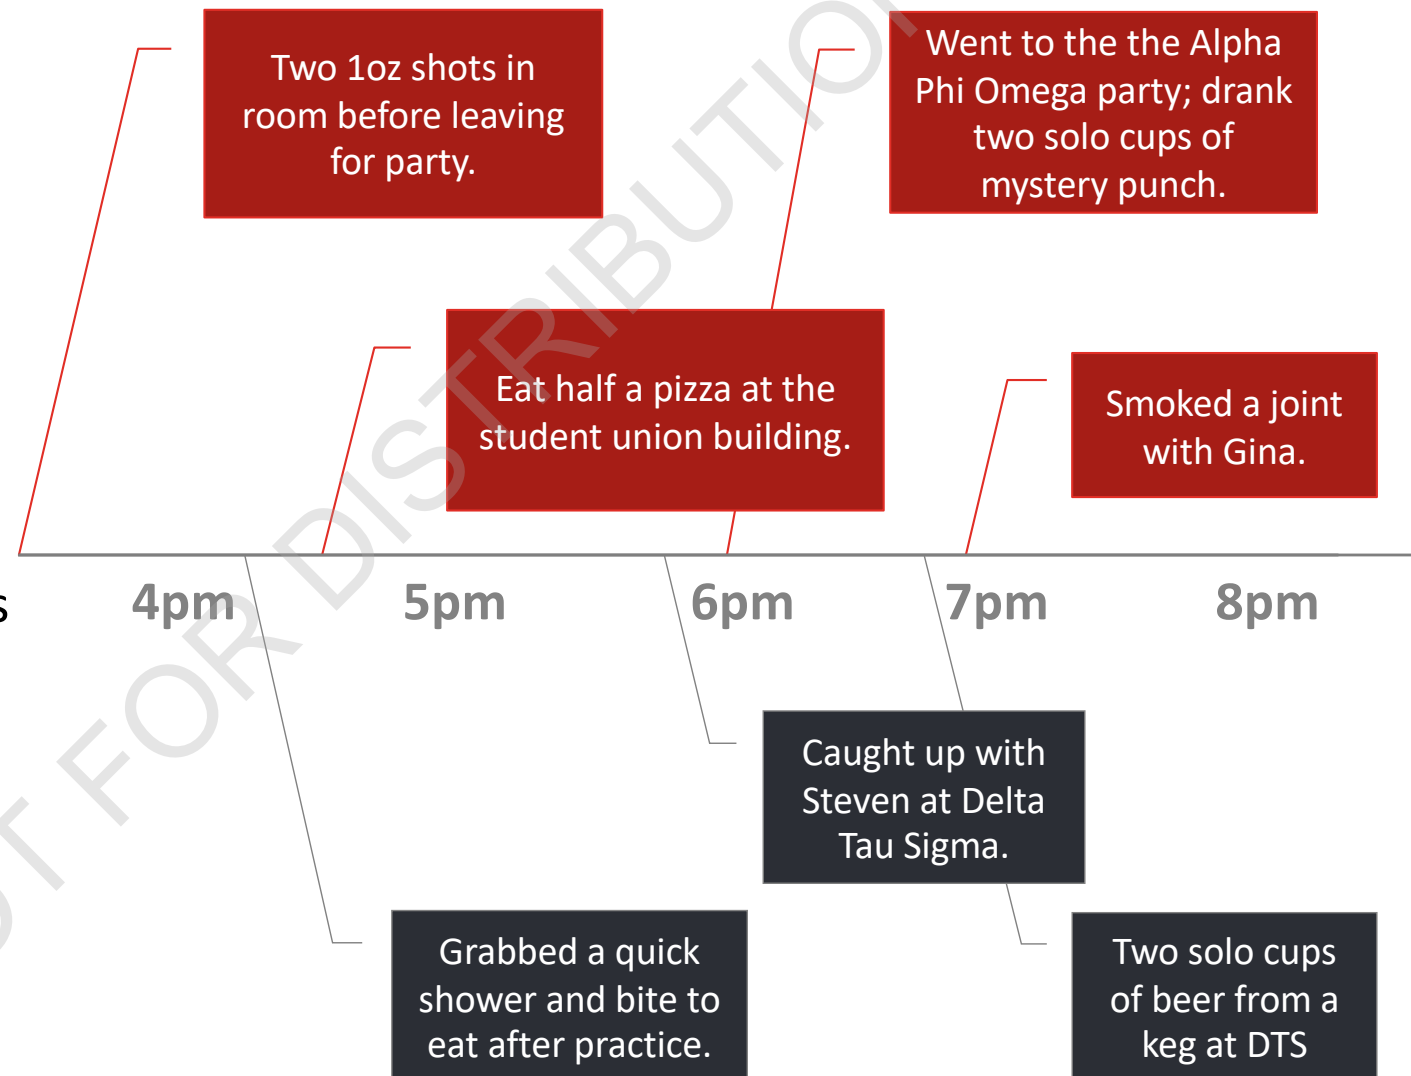 Two 1oz shots in
room before leaving
for party.
Went to the the Alpha
Phi Omega party; drank
two solo cups of
mystery punch.
Eat half a pizza at the
student union building.
Smoked a joint
with Gina.
s
4pm
5pm
6pm
7pm
8pm
Caught up with
Steven at Delta
Tau Sigma.
Grabbed a quick
shower and bite to
eat after practice.
Two solo cups
of beer from a
keg at DTS
OT FOR DISTRIBUTION